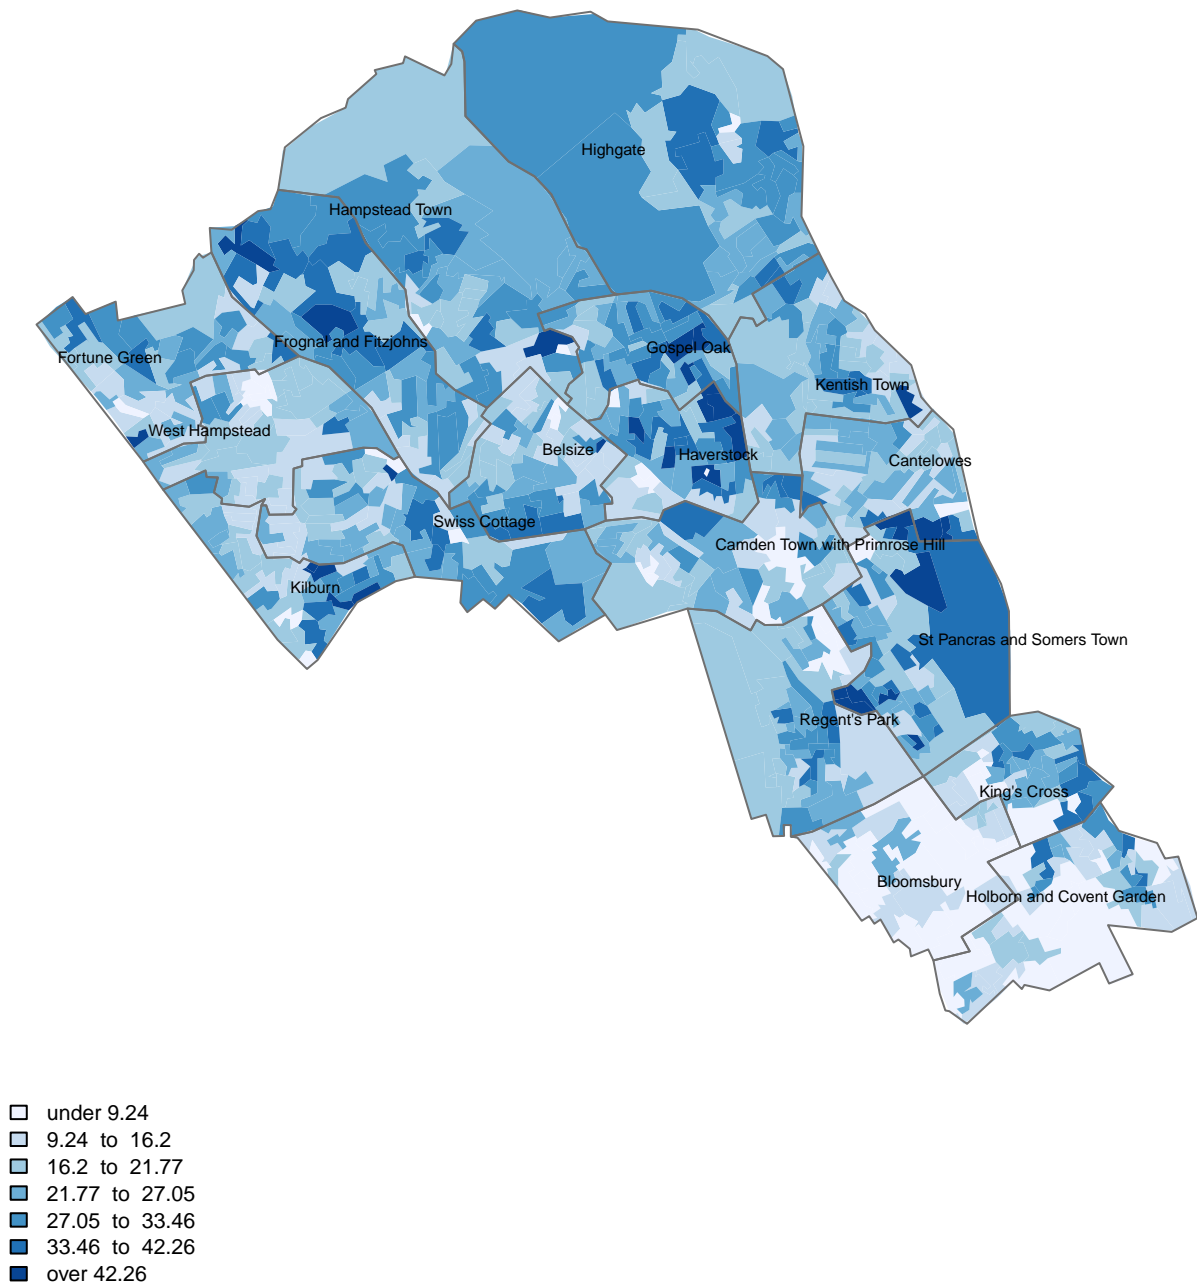 Highgate
Hampstead Town
Frognal and Fitzjohns
Gospel Oak
Fortune Green
Kentish Town
West Hampstead
Belsize
Haverstock
Cantelowes
Swiss Cottage
Camden Town with Primrose Hill
Kilburn
St Pancras and Somers Town
Regent's Park
King's Cross
Bloomsbury
Holborn and Covent Garden
under 9.24
9.24 to 16.2
16.2 to 21.77
21.77 to 27.05
27.05 to 33.46
33.46 to 42.26
over 42.26